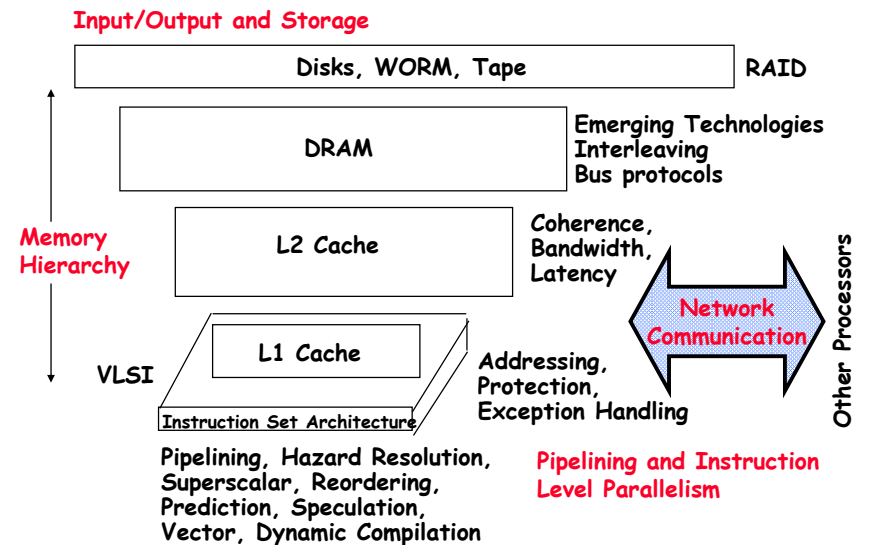 Input/Output and Storage
Disks, WORM, Tape
RAID
DRAM
Emerging Technologies
Interleaving
Bus protocols
Memory
Hierarchy
L2 Cache
Coherence,
Bandwidth,
Latency
Network
Communication
Other Processors
VLSI
L1 Cache
Addressing,
Protection,
Exception Handling
Instruction Set Architecture
Pipelining, Hazard Resolution,
Superscalar, Reordering,
Prediction, Speculation,
Vector, Dynamic Compilation
Pipelining and Instruction
Level Parallelism